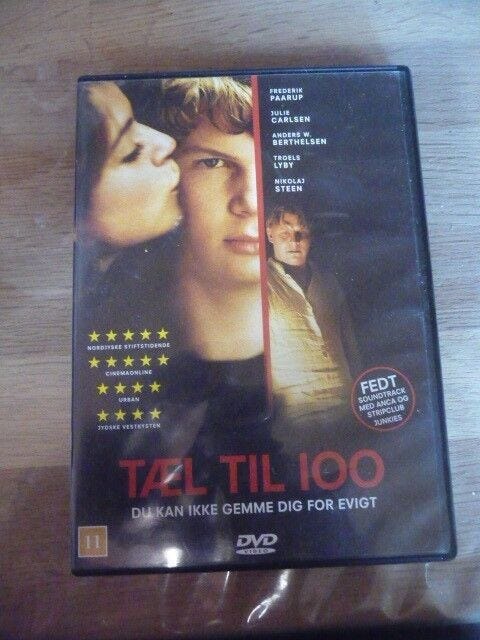 FREDERIK
PAARUP
JULIE
CARLSEN
ANDERS W.
BERTHELSEN
TROELS
LYBY
NIKOLAJ
STEEN
NORDJYSKE STIFTSTIDENDE
CINEMAONLINE
URBAN
JYDSKE VESTKYSTEN
FEDT
SOUNDTRACK
MED ANCA OG
STRIPCLUB
JUNKIES
TÆL TIL 100
DU KAN IKKE GEMME DIG FOR EVIGT
11
DVD
VIDEO